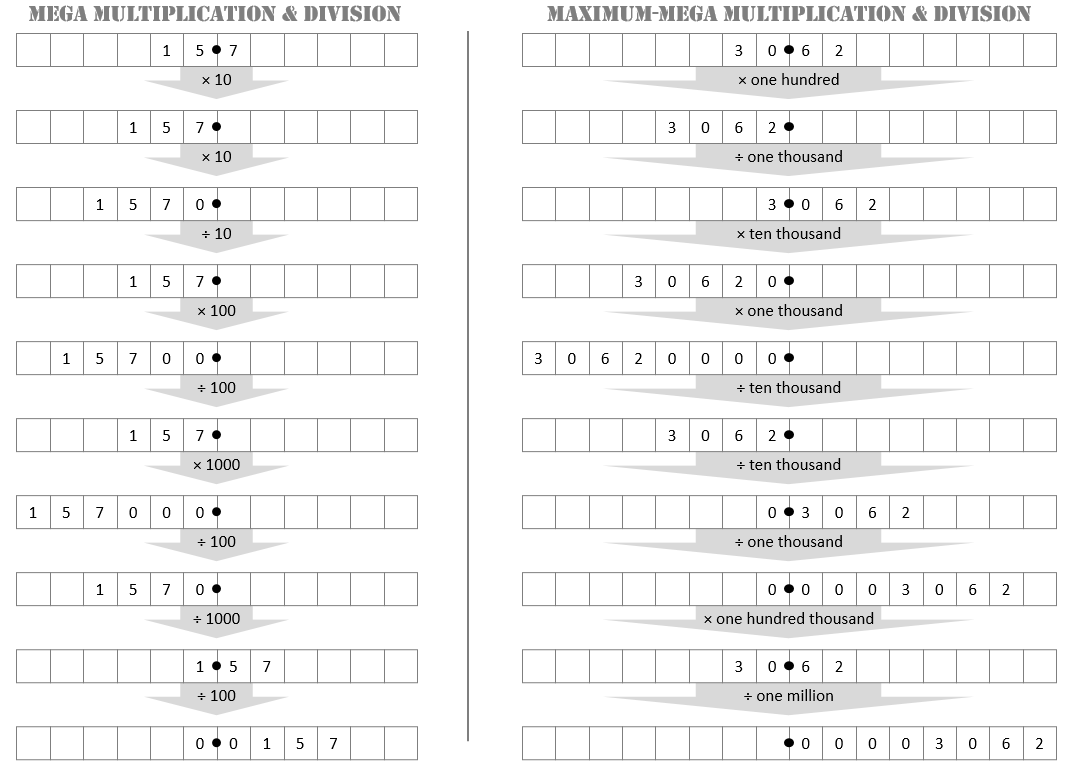 MEGA MULTIPLICATION & DIVISION
1 5 • 7
× 10
1 5 7 •
× 10
1 5 7 0 •
÷ 10
1 5 7 •
× 100
1 5 7 0 0 •
÷ 100
1 5 7 •
× 1000
1 5 7 0 0 0 •
÷ 100
1 5 7 0 •
÷ 1000
1 • 5 7
÷ 100
0 • 0 1 5 7
MAXIMUM-MEGA MULTIPLICATION & DIVISION
3 0 • 6 2
× one hundred
3 0 6 2 •
÷ one thousand
3 • 0 6 2
× ten thousand
3 0 6 2 0 •
× one thousand
3 0 6 2 0 0 0 0 •
÷ ten thousand
3 0 6 2 •
÷ ten thousand
0 • 3 0 6 2
÷ one thousand
0 • 0 0 0 3 0 6 2
× one hundred thousand
3 0 • 6 2
÷ one million
• 0 0 0 0 3 0 6 2